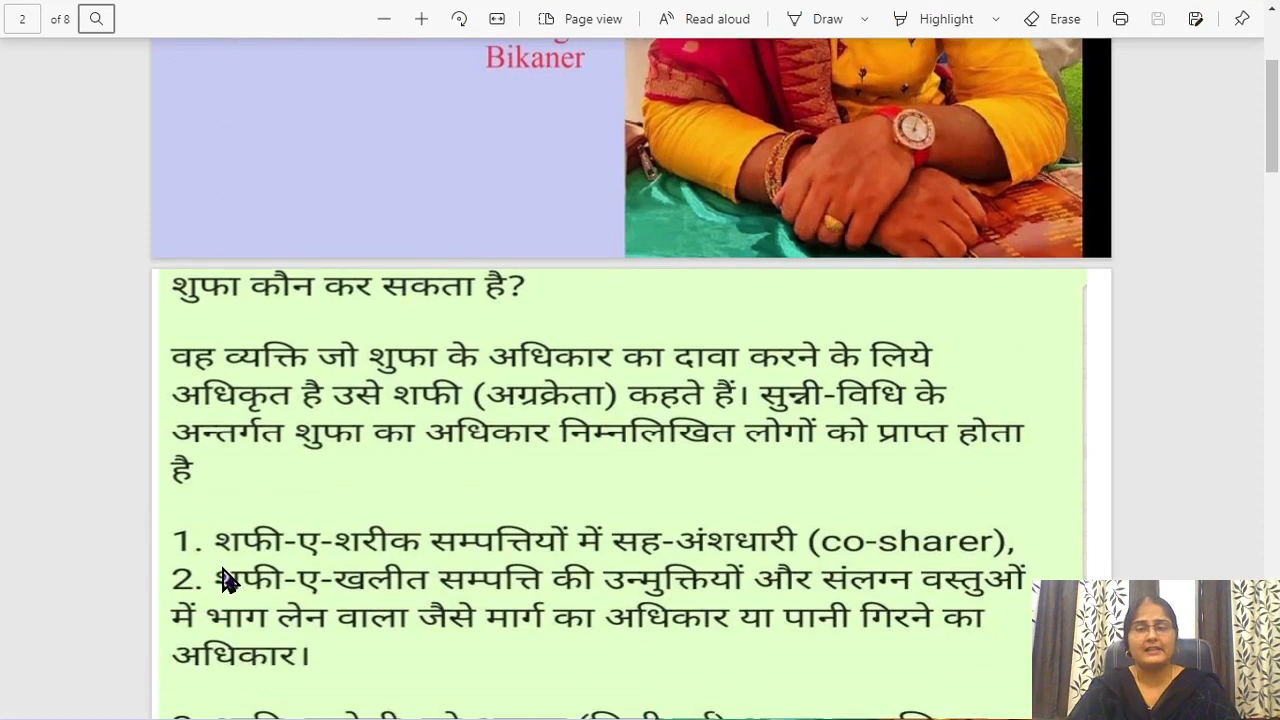 2 of 8 Page view Read aloud Draw Highlight Erase
Bikaner
शुफा कौन कर सकता है?
वह व्यक्ति जो शुफा के अधिकार का दावा करने के लिये
अधिकृत है उसे शफी (अग्रक्रेता) कहते हैं। सुन्नी-विधि के
अन्तर्गत शुफा का अधिकार निम्नलिखित लोगों को प्राप्त होता
है
1. शफी-ए-शरीक सम्पत्तियों में सह-अंशधारी (co-sharer),
2. शफी-ए-खलीत सम्पत्ति की उन्मुक्तियों और संलग्न वस्तुओं
में भाग लेन वाला जैसे मार्ग का अधिकार या पानी गिरने का
अधिकार।